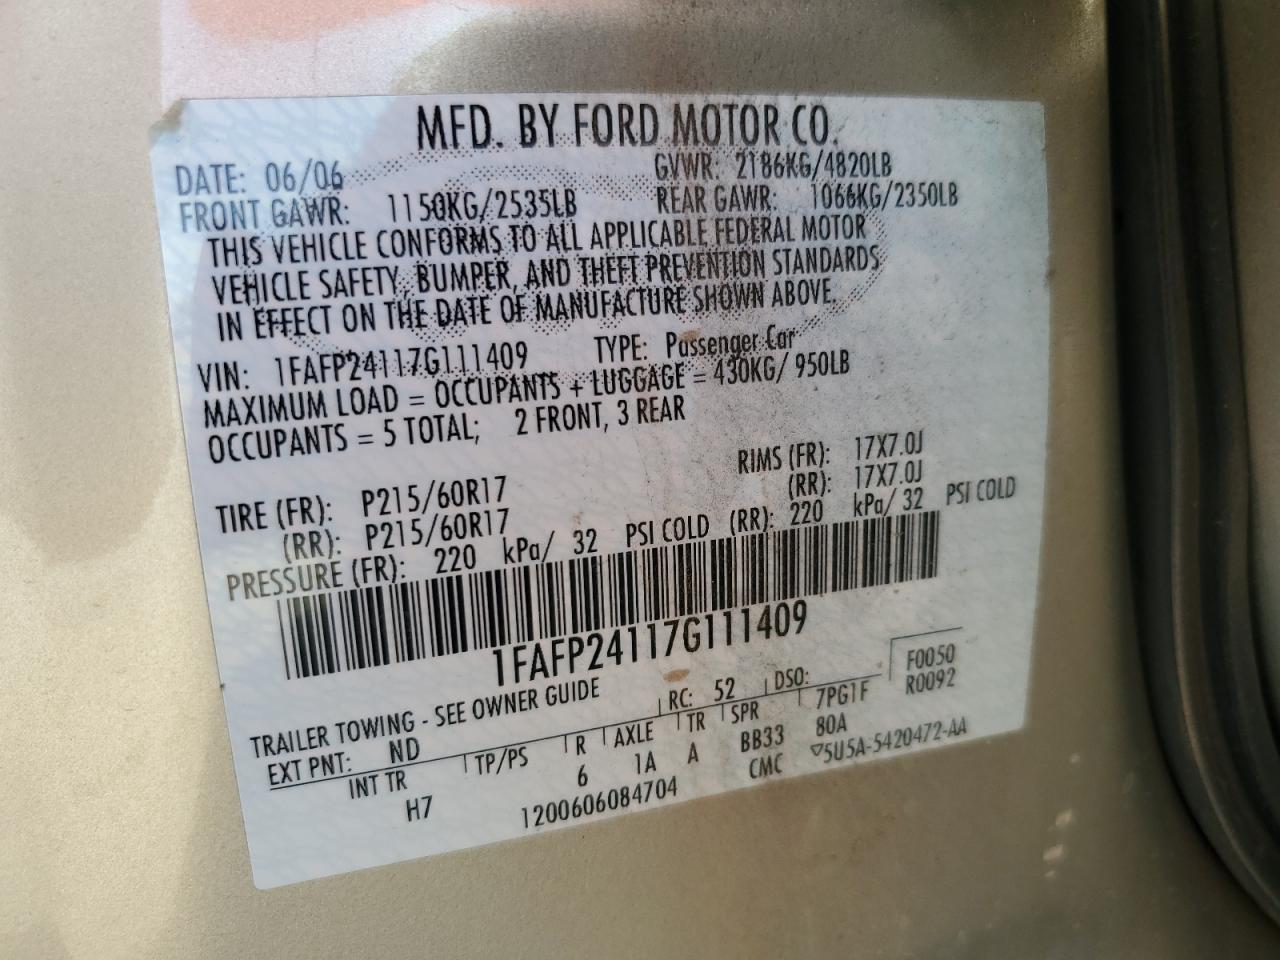 MFD. BY FORD MOTOR CO.
DATE: 06/06 GVWR: 2186KG/4820LB
FRONT GAWR: 1150KG/2535LB REAR GAWR: 1066KG/2350LB
THIS VEHICLE CONFORMS TO ALL APPLICABLE FEDERAL MOTOR
VEHICLE SAFETY, BUMPER, AND THEFT PREVENTION STANDARDS
IN EFFECT ON THE DATE OF MANUFACTURE SHOWN ABOVE.
VIN: 1FAFP24117G111409 TYPE: Passenger Car
MAXIMUM LOAD = OCCUPANTS + LUGGAGE = 430KG/ 950LB
OCCUPANTS = 5 TOTAL; 2 FRONT, 3 REAR
TIRE (FR): P215/60R17 RIMS (FR): 17X7.0J
(RR): P215/60R17 (RR): 17X7.0J
PRESSURE (FR): 220 kPa/ 32 PSI COLD (RR): 220 kPa/ 32 PSI COLD
1FAFP24117G111409
TRAILER TOWING - SEE OWNER GUIDE
EXT PNT: ND RC: 52 DSO: F0050
R0092
INT TR TP/PS R AXLE TR SPR 7PG1F
H7 6 1A A BB33 80A
1200606084704 CMC ▽5U5A-5420472-AA